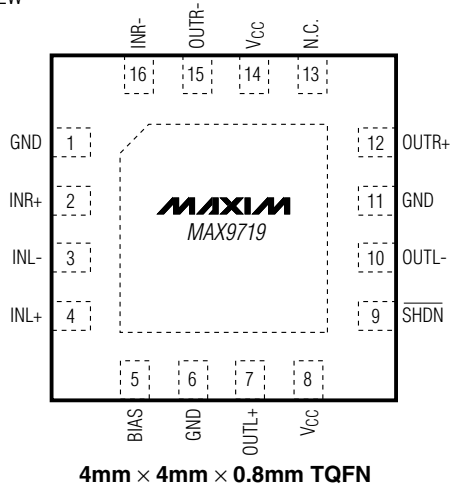 INR-
OUTR-
VCC
N.C.
16
15
14
13
GND 1
INR+ 2
INL- 3
INL+ 4
12 OUTR+
11 GND
10 OUTL-
9 SHDN
MAXIM
MAX9719
5
6
7
8
BIAS
GND
OUTL+
VCC
4mm × 4mm × 0.8mm TQFN